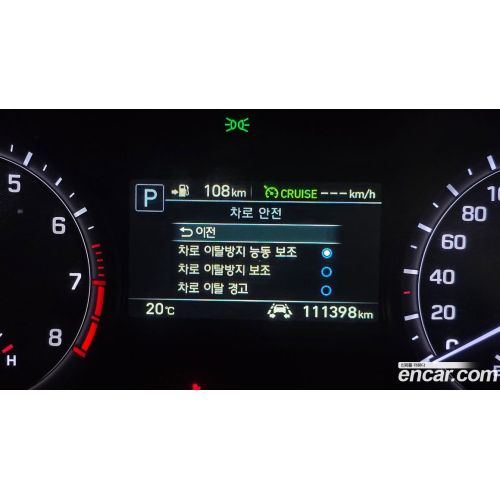 108km CRUISE ---km/h
P
차로 안전
이전
차로 이탈방지 능동 보조
차로 이탈방지 보조
차로 이탈 경고
20℃ 111398km
5
6
7
8
H
100
80
60
40
20
0
encar.com